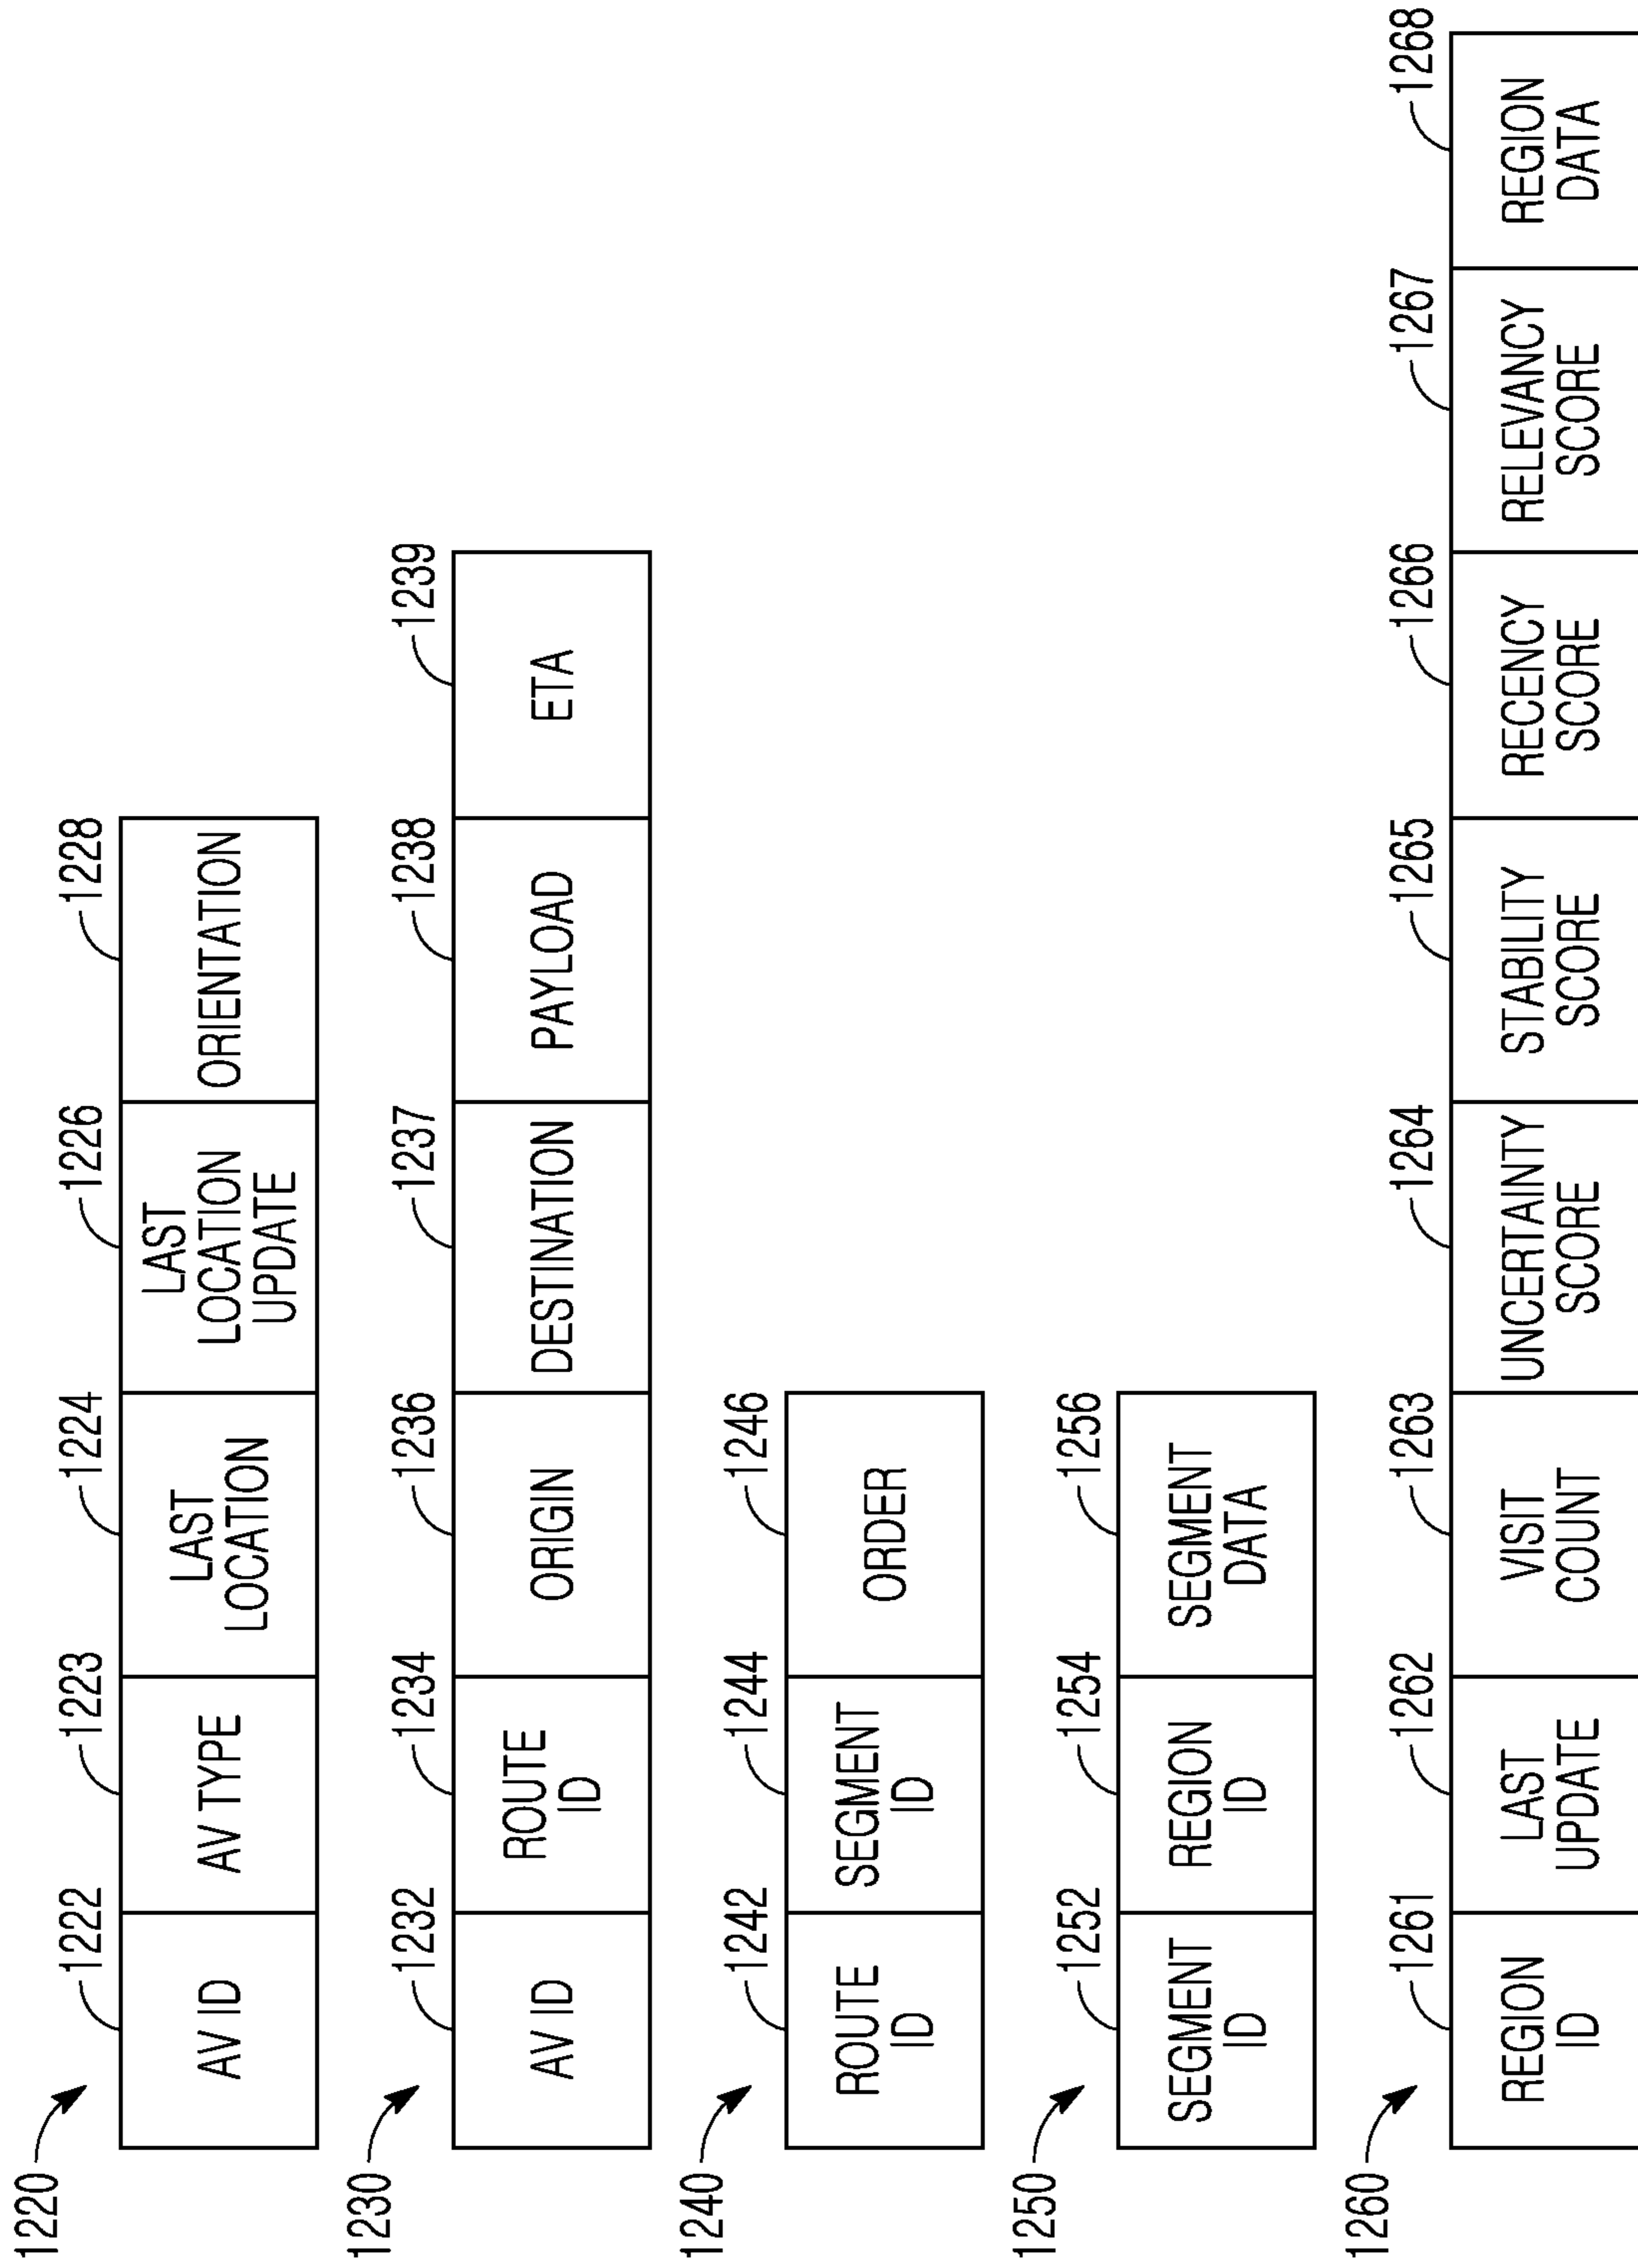 1220
1222
1223
1224
1226
1228
AV ID
AV TYPE
LAST
LOCATION
LAST
LOCATION
UPDATE
ORIENTATION
1230
1232
1234
1236
1237
1238
1239
AV ID
ROUTE
ID
ORIGIN
DESTINATION
PAYLOAD
ETA
1240
1242
1244
1246
ROUTE
ID
SEGMENT
ID
ORDER
1250
1252
1254
1256
SEGMENT
ID
REGION
ID
SEGMENT
DATA
1260
1261
1262
1263
1264
1265
1266
1267
1268
REGION
ID
LAST
UPDATE
VISIT
COUNT
UNCERTAINTY
SCORE
STABILITY
SCORE
RECENCY
SCORE
RELEVANCY
SCORE
REGION
DATA